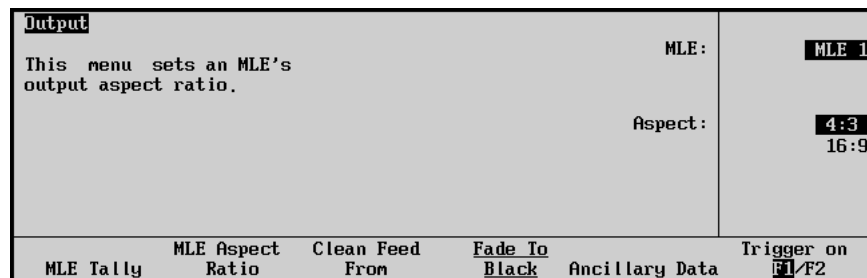 Output
This menu sets an MLE's
output aspect ratio.
MLE:
MLE 1
Aspect:
4:3
16:9
MLE Tally
MLE Aspect
Ratio
Clean Feed
From
Fade To
Black
Ancillary Data
Trigger on
F1/F2